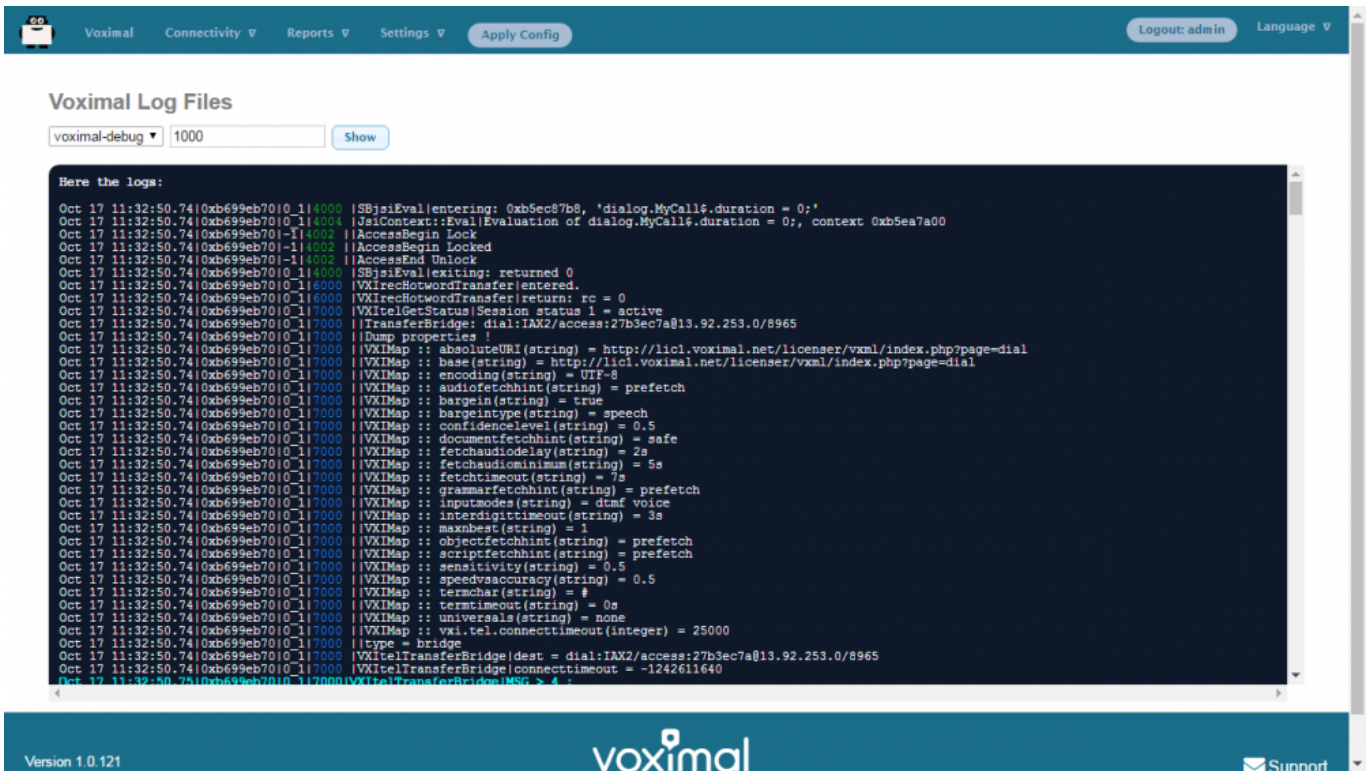 Voximal Connectivity ∇ Reports ∇ Settings ∇ Apply Config Logout: admin Language ∇
Voximal Log Files
voximal-debug ▼ 1000 Show
Here the logs:
Oct 17 11:32:50.74|0xb699eb70|0_1|4000 |SBjsiEval|entering: 0xb5ec87b8, 'dialog.MyCall$.duration = 0;'
Oct 17 11:32:50.74|0xb699eb70|0_1|4004 |JsiContext::Eval|Evaluation of dialog.MyCall$.duration = 0;, context 0xb5ea7a00
Oct 17 11:32:50.74|0xb699eb70|-1|4002 ||AccessBegin Lock
Oct 17 11:32:50.74|0xb699eb70|-1|4002 ||AccessBegin Locked
Oct 17 11:32:50.74|0xb699eb70|-1|4002 ||AccessEnd Unlock
Oct 17 11:32:50.74|0xb699eb70|0_1|4000 |SBjsiEval|exiting: returned 0
Oct 17 11:32:50.74|0xb699eb70|0_1|6000 |VXIrecHotwordTransfer|entered.
Oct 17 11:32:50.74|0xb699eb70|0_1|6000 |VXIrecHotwordTransfer|return: rc = 0
Oct 17 11:32:50.74|0xb699eb70|0_1|7000 |VXItelGetStatus|Session status 1 = active
Oct 17 11:32:50.74|0xb699eb70|0_1|7000 ||TransferBridge: dial:IAX2/access:27b3ec7a@13.92.253.0/8965
Oct 17 11:32:50.74|0xb699eb70|0_1|7000 ||Dump properties !
Oct 17 11:32:50.74|0xb699eb70|0_1|7000 ||VXIMap :: absoluteURI(string) = http://lic1.voximal.net/licenser/vxml/index.php?page=dial
Oct 17 11:32:50.74|0xb699eb70|0_1|7000 ||VXIMap :: base(string) = http://lic1.voximal.net/licenser/vxml/index.php?page=dial
Oct 17 11:32:50.74|0xb699eb70|0_1|7000 ||VXIMap :: encoding(string) = UTF-8
Oct 17 11:32:50.74|0xb699eb70|0_1|7000 ||VXIMap :: audiofetchhint(string) = prefetch
Oct 17 11:32:50.74|0xb699eb70|0_1|7000 ||VXIMap :: bargein(string) = true
Oct 17 11:32:50.74|0xb699eb70|0_1|7000 ||VXIMap :: bargeintype(string) = speech
Oct 17 11:32:50.74|0xb699eb70|0_1|7000 ||VXIMap :: confidencelevel(string) = 0.5
Oct 17 11:32:50.74|0xb699eb70|0_1|7000 ||VXIMap :: documentfetchhint(string) = safe
Oct 17 11:32:50.74|0xb699eb70|0_1|7000 ||VXIMap :: fetchaudiodelay(string) = 2s
Oct 17 11:32:50.74|0xb699eb70|0_1|7000 ||VXIMap :: fetchaudiominimum(string) = 5s
Oct 17 11:32:50.74|0xb699eb70|0_1|7000 ||VXIMap :: fetchtimeout(string) = 7s
Oct 17 11:32:50.74|0xb699eb70|0_1|7000 ||VXIMap :: grammarfetchhint(string) = prefetch
Oct 17 11:32:50.74|0xb699eb70|0_1|7000 ||VXIMap :: inputmodes(string) = dtmf voice
Oct 17 11:32:50.74|0xb699eb70|0_1|7000 ||VXIMap :: interdigittimeout(string) = 3s
Oct 17 11:32:50.74|0xb699eb70|0_1|7000 ||VXIMap :: maxnbest(string) = 1
Oct 17 11:32:50.74|0xb699eb70|0_1|7000 ||VXIMap :: objectfetchhint(string) = prefetch
Oct 17 11:32:50.74|0xb699eb70|0_1|7000 ||VXIMap :: scriptfetchhint(string) = prefetch
Oct 17 11:32:50.74|0xb699eb70|0_1|7000 ||VXIMap :: sensitivity(string) = 0.5
Oct 17 11:32:50.74|0xb699eb70|0_1|7000 ||VXIMap :: speedvsaccuracy(string) = 0.5
Oct 17 11:32:50.74|0xb699eb70|0_1|7000 ||VXIMap :: termchar(string) = #
Oct 17 11:32:50.74|0xb699eb70|0_1|7000 ||VXIMap :: termtimeout(string) = 0s
Oct 17 11:32:50.74|0xb699eb70|0_1|7000 ||VXIMap :: universals(string) = none
Oct 17 11:32:50.74|0xb699eb70|0_1|7000 ||VXIMap :: vxi.tel.connecttimeout(integer) = 25000
Oct 17 11:32:50.74|0xb699eb70|0_1|7000 ||type = bridge
Oct 17 11:32:50.74|0xb699eb70|0_1|7000 |VXItelTransferBridge|dest = dial:IAX2/access:27b3ec7a@13.92.253.0/8965
Oct 17 11:32:50.74|0xb699eb70|0_1|7000 |VXItelTransferBridge|connecttimeout = -1242611640
Oct 17 11:32:50.75|0xb699eb70|0_1|7000|VXItelTransferBridge|MSG > 4 :
Version 1.0.121 voximal Support